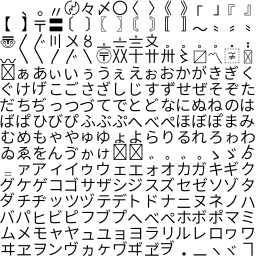 、。〃〄々〆〇〈〉《》「」『』
【】〒〓〔〕〖〗〘〙〚〛〜
〠〡〢〣〤〥〦〧〨
〳〴〵〶〷〸〹〺
ぁあぃいぅうぇえぉおかがきぎく
ぐけげこごさざしじすずせぜそぞた
だちぢっつづてでとどなにぬねのは
ばぱひびぴふぶぷへべぺほぼぽまみ
むめもゃやゅゆょよらりるれろゎわ
ゐゑをんゔゕゖ゛゜ゝゞゟ
゠ァアィイゥウェエォオカガキギク
グケゲコゴサザシジスズセゼソゾタ
ダチヂッツヅテデトドナニヌネノハ
バパヒビピフブプヘベペホボポマミ
ムメモャヤュユョヨラリルレロヮワ
ヰヱヲンヴヵヶヷヸヹヺ・ーヽヾヿ